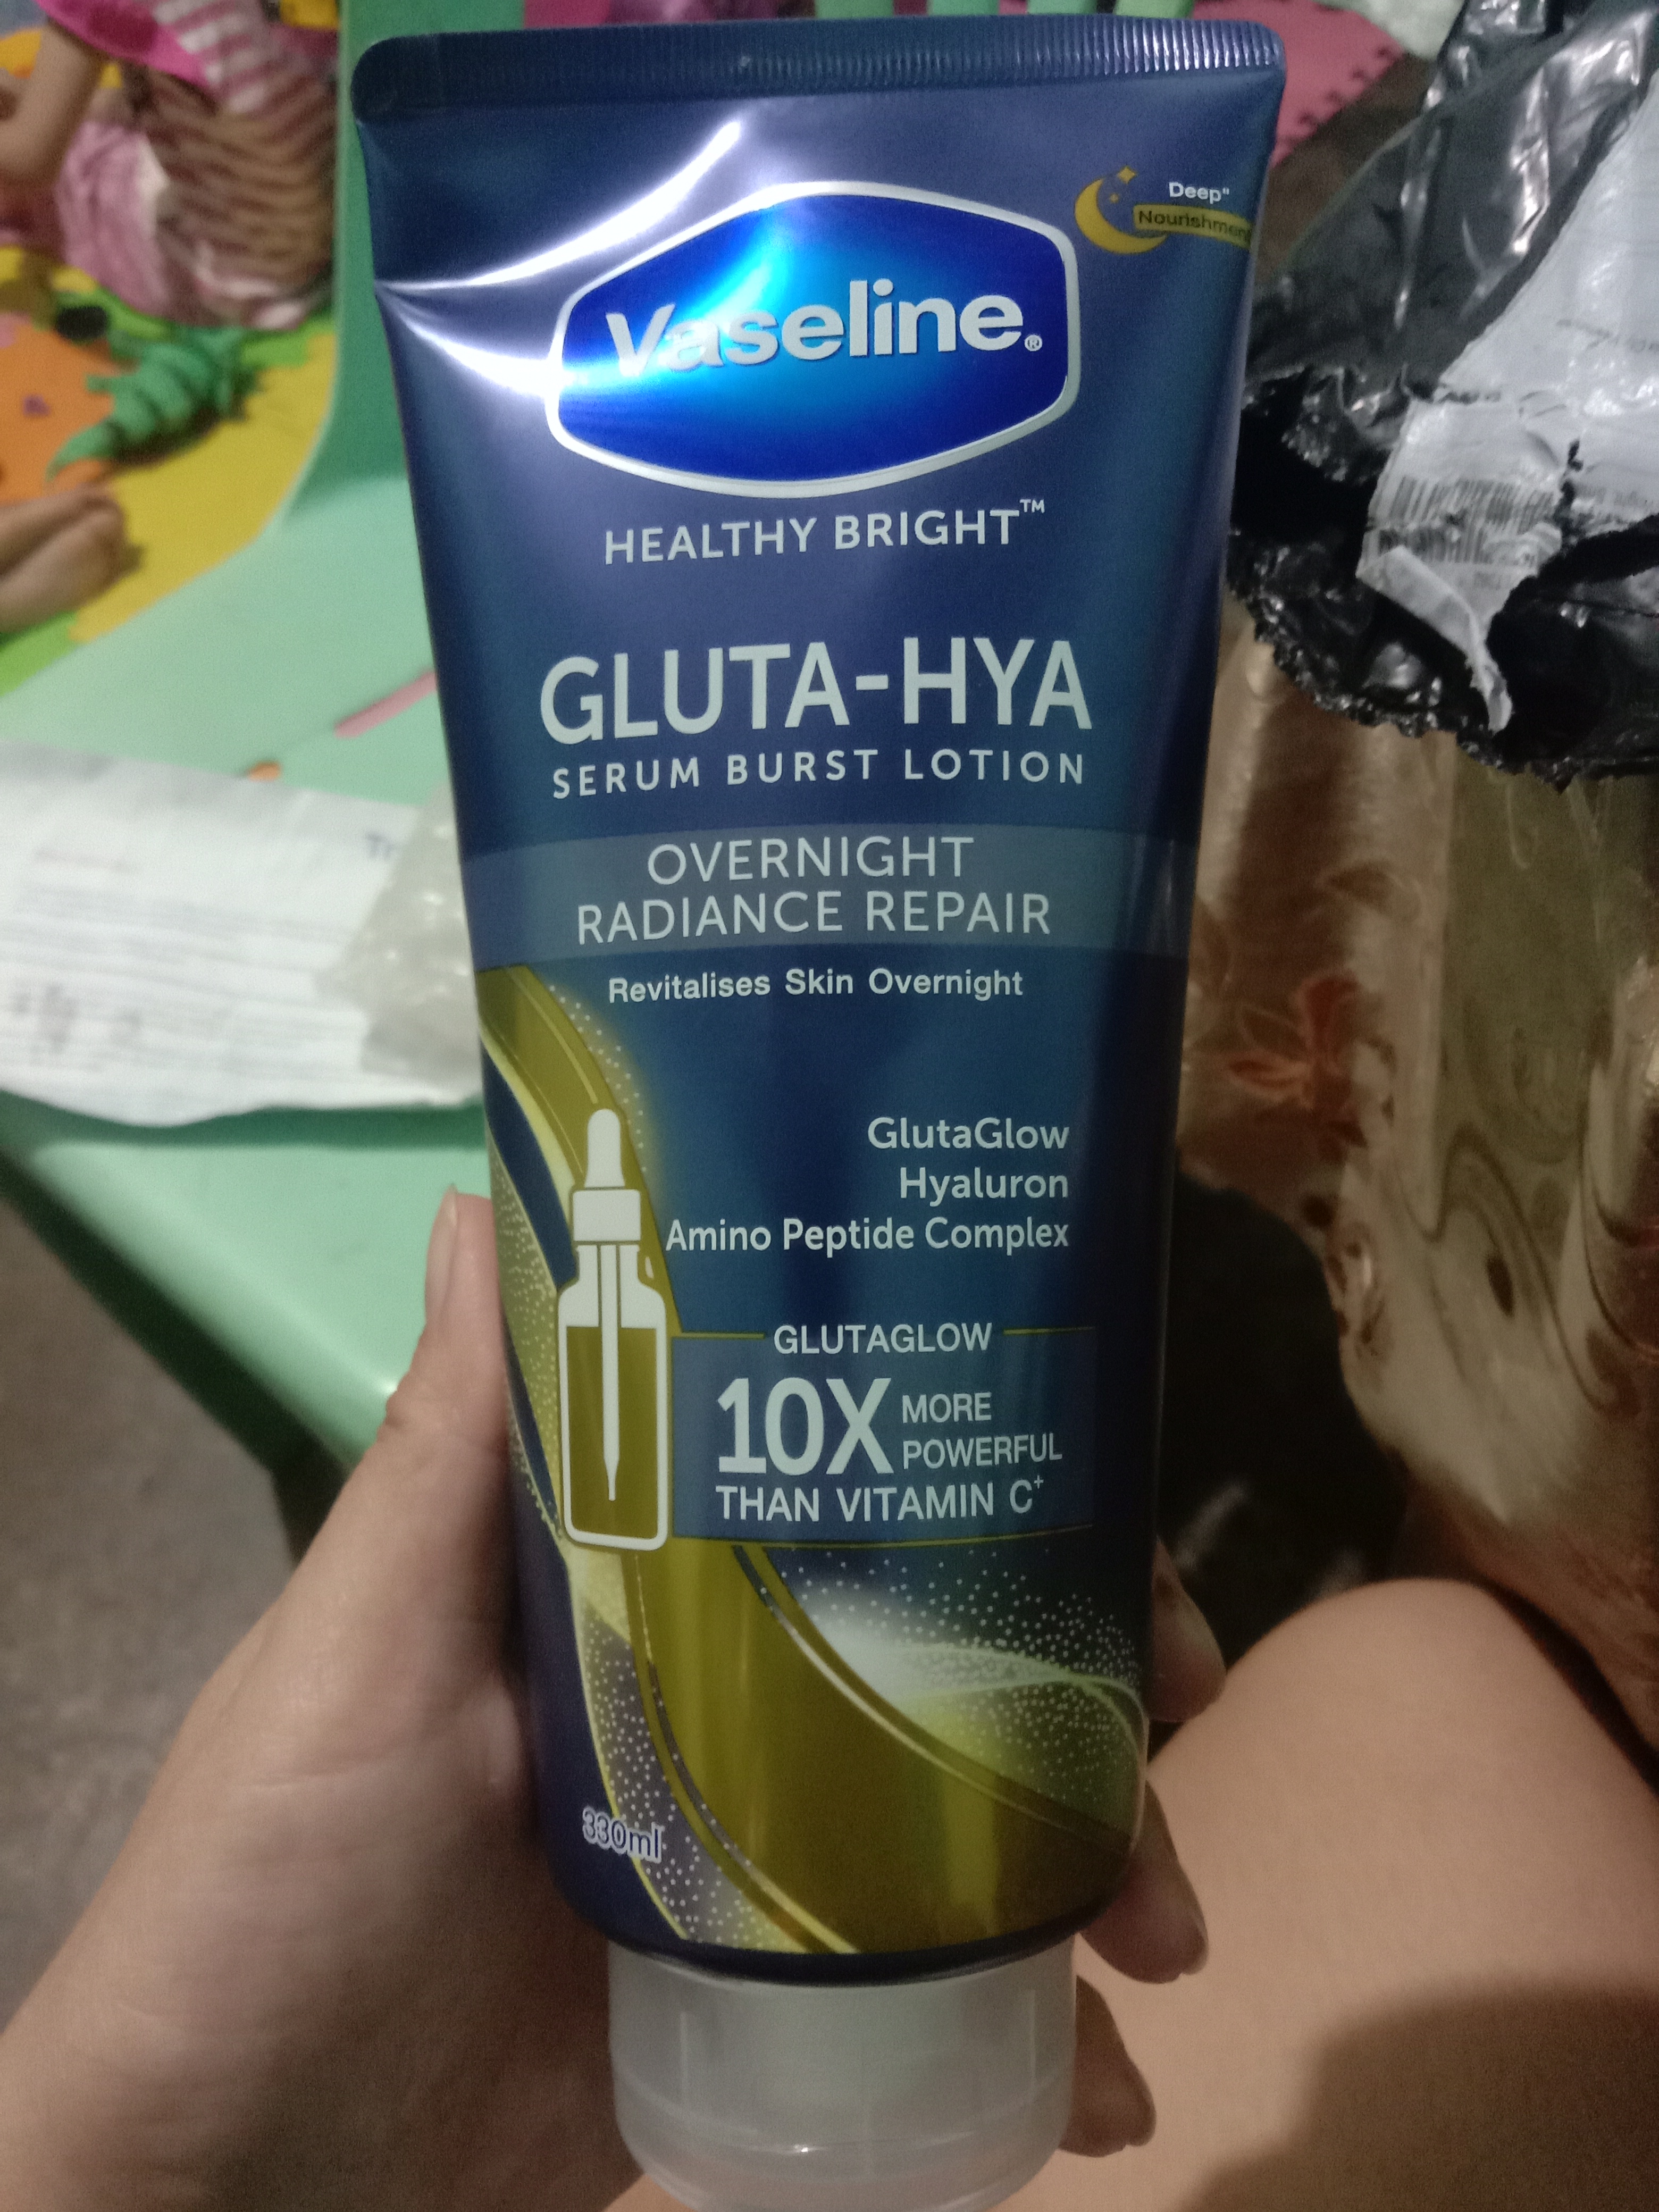 Deep"
Nourishment
Vaseline®
HEALTHY BRIGHT™
GLUTA-HYA
SERUM BURST LOTION
OVERNIGHT
RADIANCE REPAIR
Revitalises Skin Overnight
GlutaGlow
Hyaluron
Amino Peptide Complex
GLUTAGLOW
10X MORE
POWERFUL
THAN VITAMIN C+
330ml